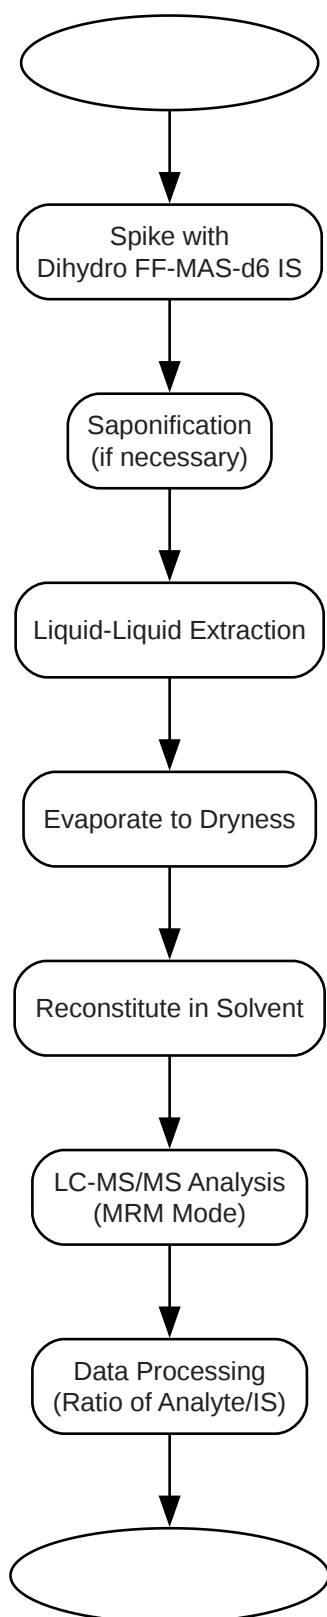 Spike with
Dihydro FF-MAS-d6 IS
Saponification
(if necessary)
Liquid-Liquid Extraction
Evaporate to Dryness
Reconstitute in Solvent
LC-MS/MS Analysis
(MRM Mode)
Data Processing
(Ratio of Analyte/IS)